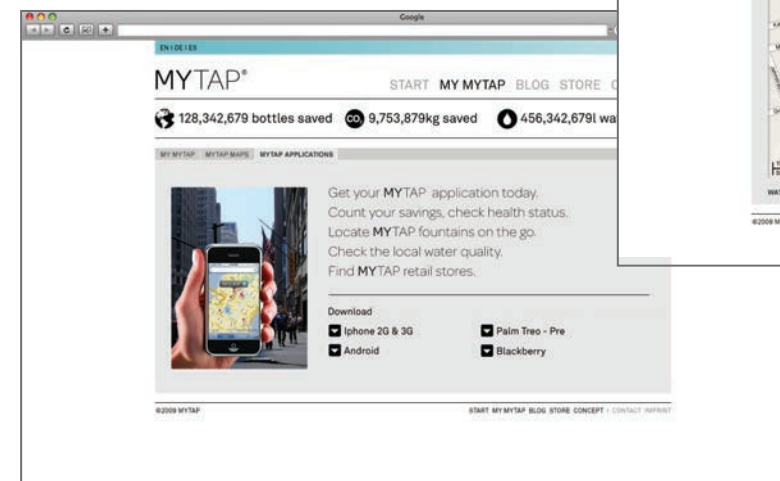 Google
EN | DE | ES
MYTAP®
START MY MYTAP BLOG STORE
128,342,679 bottles saved CO₂ 9,753,879kg saved 456,342,679l
MY MYTAP MYTAP MAPS MYTAP APPLICATIONS
Get your MYTAP application today.
Count your savings, check health status.
Locate MYTAP fountains on the go.
Check the local water quality.
Find MYTAP retail stores.
Download
Iphone 2G & 3G Palm Treo - Pre
Android Blackberry
©2009 MYTAP START MY MYTAP BLOG STORE CONCEPT | CONTACT IMPRINT
©2009